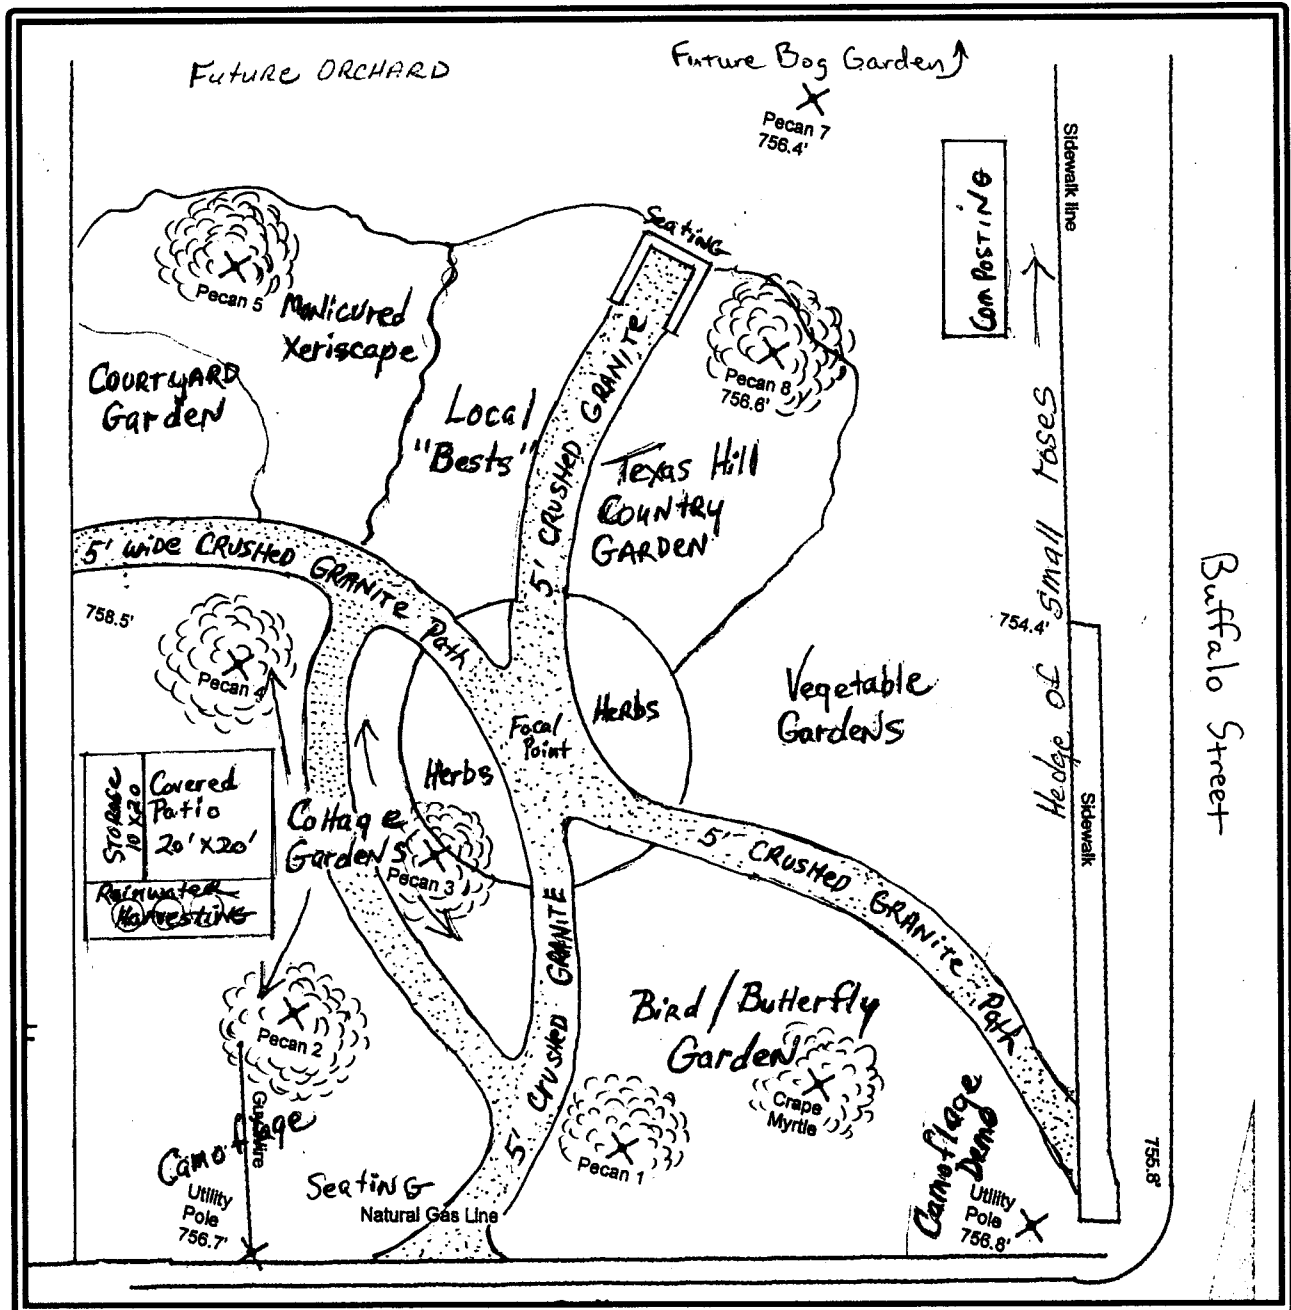 Future ORCHARD
Future Bog Garden
Pecan 7
756.4'
Sidewalk line
COMPOSTING
Seating
Pecan 5
Manicured
Xeriscape
COURTYARD
Garden
Pecan 8
756.6'
Local
"Bests"
5' CRUSHED GRANITE
Texas Hill
COUNTRY
GARDEN
Hedge of small roses
5' wide CRUSHED GRANITE Path
Buffalo Street
758.5'
754.4'
Pecan 4
Vegetable
Gardens
Herbs
Focal
Point
Herbs
STORAGE
10 X 20
Covered
Patio
20' X 20'
Cottage
Gardens
Sidewalk
5' CRUSHED GRANITE Path
Pecan 3
Rainwater
Harvesting
5' CRUSHED GRANITE
Bird / Butterfly
Garden
Pecan 2
Crape
Myrtle
Guy Wire
Camoflage
Camoflage
Demo
Pecan 1
755.8'
Seating
Utility
Pole
756.7'
Natural Gas Line
Utility
Pole
756.8'